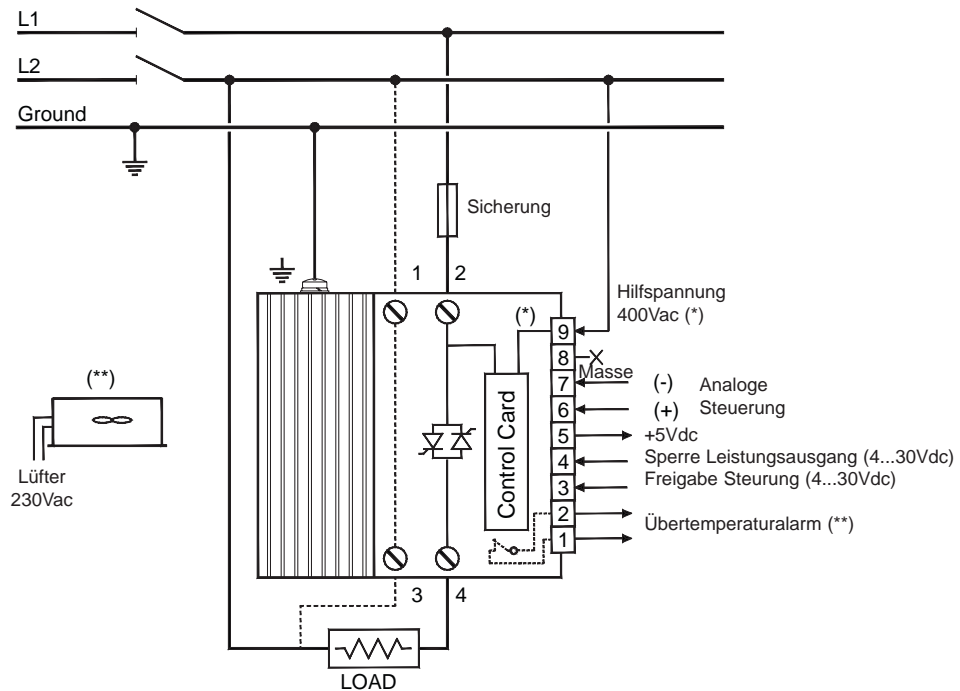 L1
L2
Ground
Sicherung
1 2
Hilfspannung
400Vac (*)
(*)
9
8
Masse
7 (-) Analoge
6 (+) Steuerung
5 +5Vdc
4 Sperre Leistungsausgang (4...30Vdc)
3 Freigabe Steurung (4...30Vdc)
2
Übertemperaturalarm (**)
1
Control Card
(**)
Lüfter
230Vac
3 4
LOAD